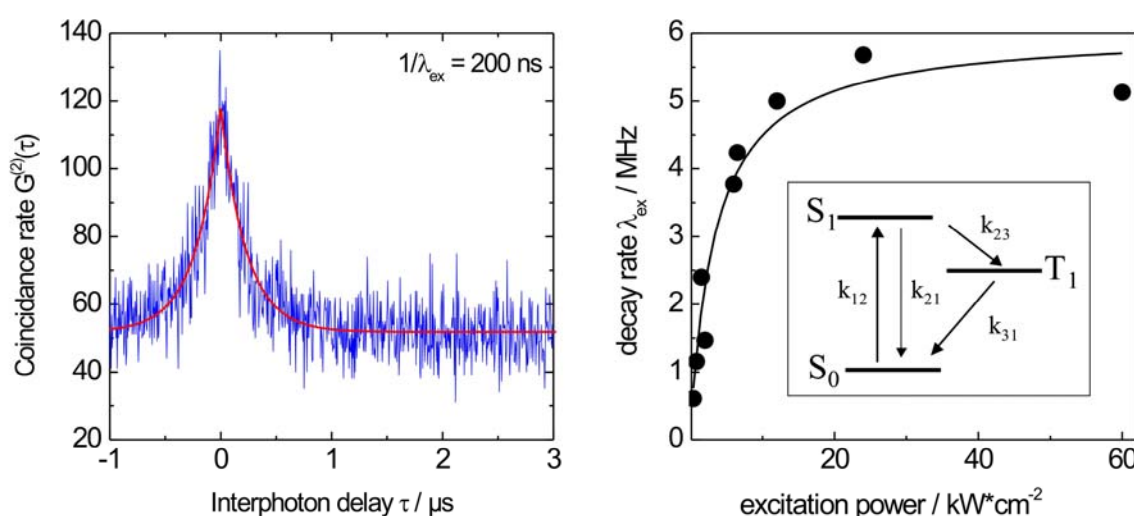 140
120
100
80
60
40
20
-1
0
1
2
3
Coincidance rate G⁽²⁾(τ)
Interphoton delay τ / μs
1/λex = 200 ns
6
5
4
3
2
1
6
20
40
60
decay rate λex / MHz
excitation power / kW*cm-2
S1
k23
T1
k12
k21
k31
S0